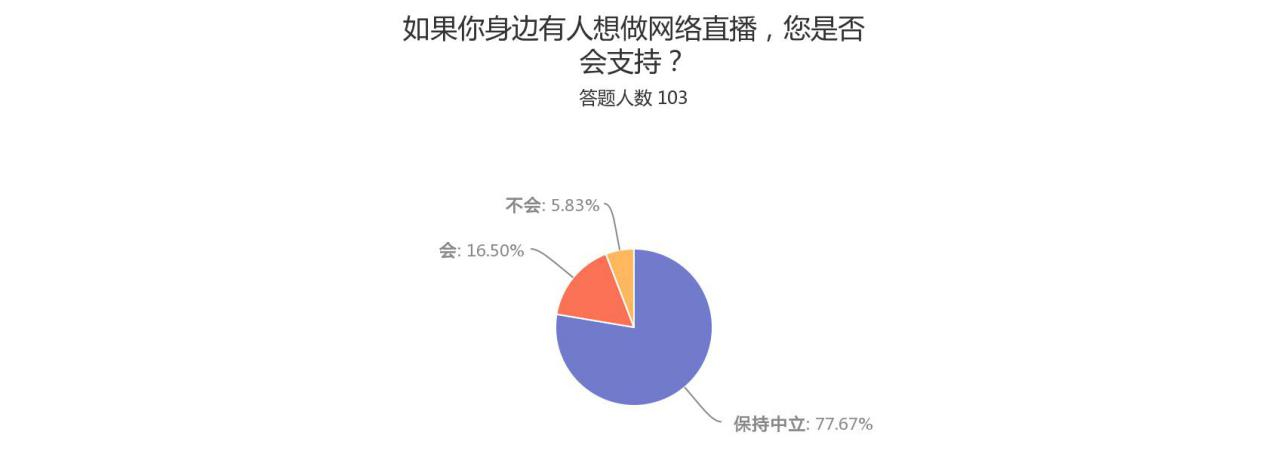 如果你身边有人想做网络直播，您是否
会支持？
答题人数 103
不会: 5.83%
会: 16.50%
保持中立: 77.67%